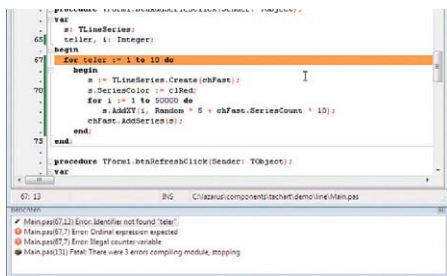 procedure TForm1.btnAddSeriesClick(Sender: TObject);
var
s: TLineSeries;
65 teller, i: Integer;
begin
67 for teler := 1 to 10 do
begin
s := TLineSeries.Create(chFast);
70 s.SeriesColor := clRed;
for i := 1 to 50000 do
s.AddXY(i, Random * 5 + chFast.SeriesCount * 10);
chFast.AddSeries(s);
end;
75 end;
procedure TForm1.btnRefreshClick(Sender: TObject);
var
67: 13 INS C:\lazarus\components\tachart\demo\line\Main.pas
Berichten
Main.pas(67,13) Error: Identifier not found "teler"
Main.pas(67,7) Error: Ordinal expression expected
Main.pas(67,7) Error: Illegal counter variable
Main.pas(131) Fatal: There were 3 errors compiling module, stopping